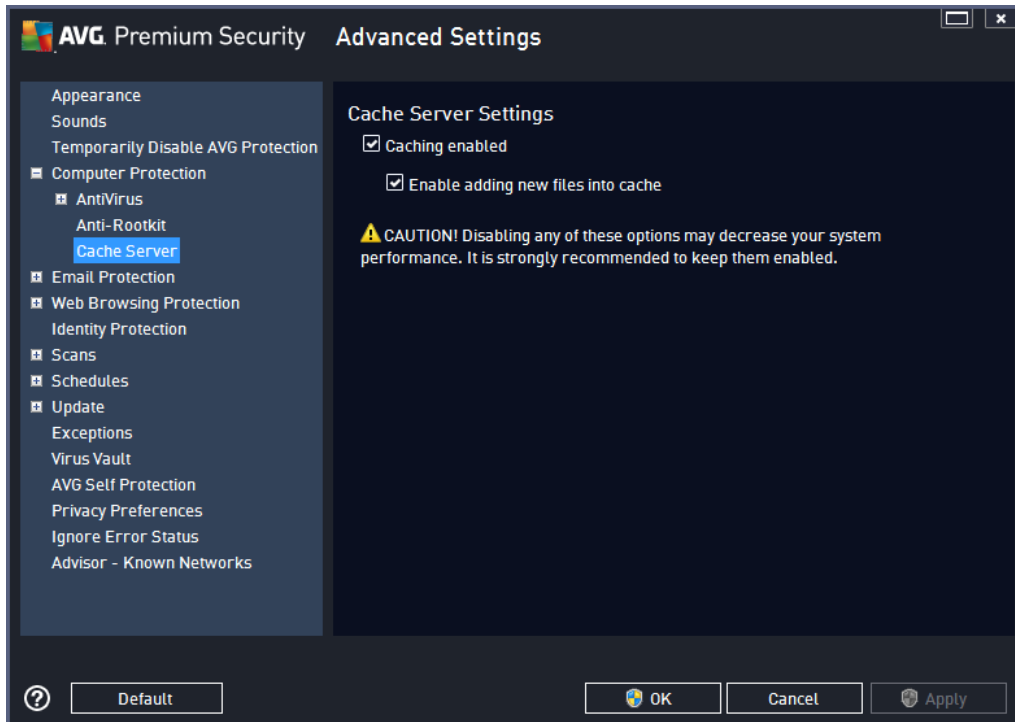 AVG. Premium Security
Advanced Settings
Appearance
Sounds
Temporarily Disable AVG Protection
Computer Protection
AntiVirus
Anti-Rootkit
Cache Server
Email Protection
Web Browsing Protection
Identity Protection
Scans
Schedules
Update
Exceptions
Virus Vault
AVG Self Protection
Privacy Preferences
Ignore Error Status
Advisor - Known Networks
Cache Server Settings
Caching enabled
Enable adding new files into cache
CAUTION! Disabling any of these options may decrease your system
performance. It is strongly recommended to keep them enabled.
Default
OK
Cancel
Apply